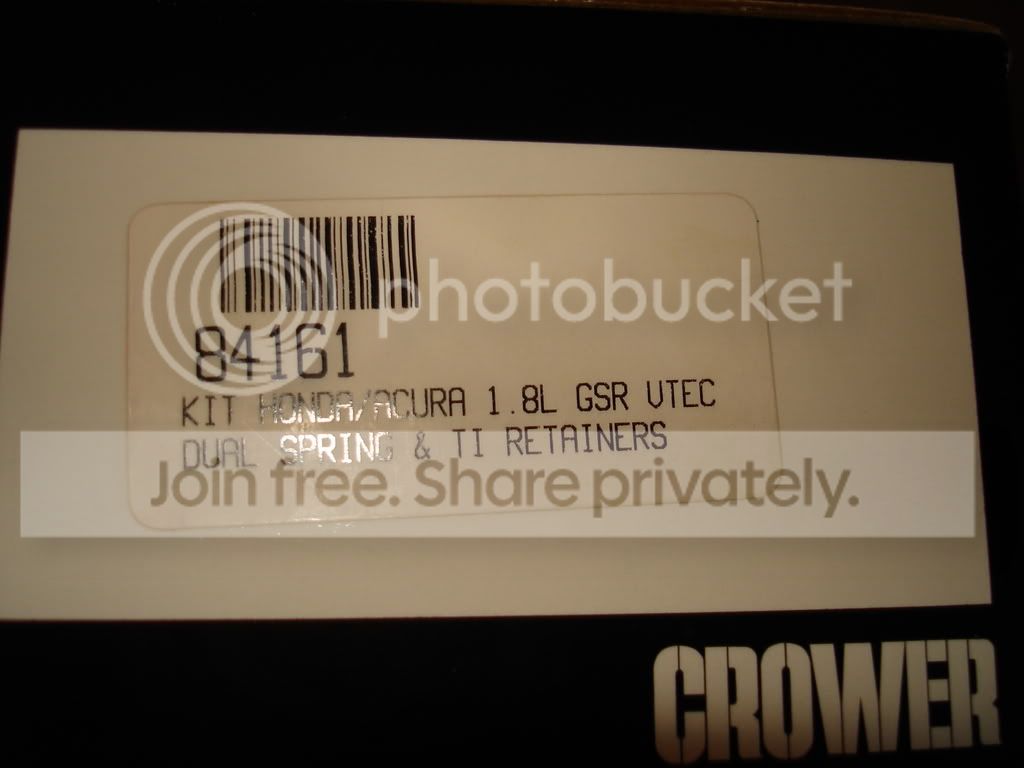 photobucket
84161
KIT HONDA/ACURA 1.8L GSR VTEC
DUAL SPRING & TI RETAINERS
Join free. Share privately.
CROWER